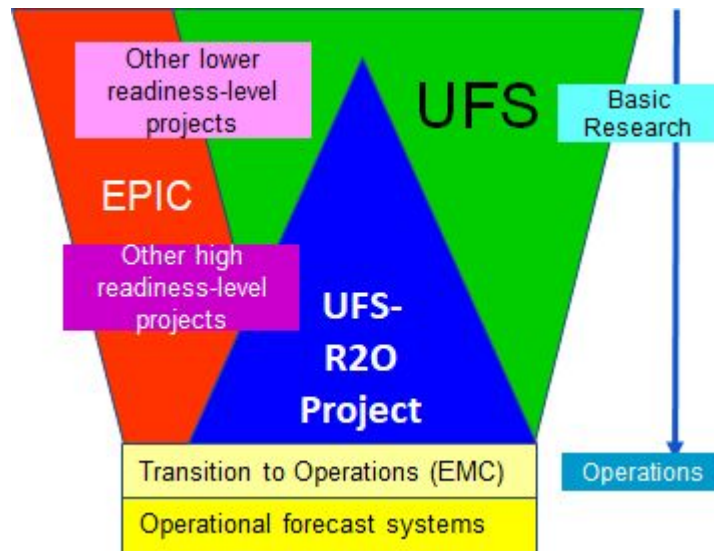 Other lower
readiness-level
projects
UFS
Basic
Research
EPIC
Other high
readiness-level
projects
UFS-
R2O
Project
Transition to Operations (EMC)
Operations
Operational forecast systems